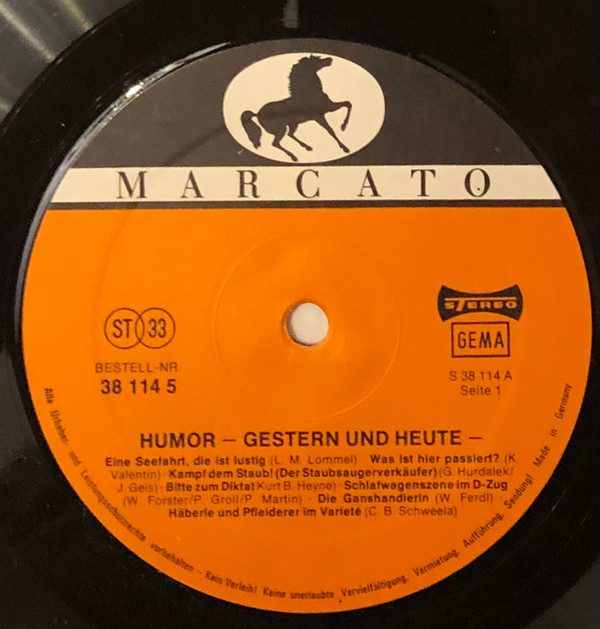 MARCATO
ST 33
BESTELL-NR.
38 114 5
STEREO
GEMA
S 38 114 A
Seite 1
HUMOR – GESTERN UND HEUTE –
Eine Seefahrt, die ist lustig (L. M. Lommel) Was ist hier passiert? (K
Valentin) · Kampf dem Staub! (Der Staubsaugerverkäufer) (G. Hurdalek/
J. Geis) · Bitte zum Diktat Kurt B. Heyne) · Schlafwagenszene im D-Zug
(W. Forster/P. Groll/P. Martin) · Die Ganshandlerin (W. Ferdl) ·
Häberle und Pfleiderer im Varieté (C. B. Schweela)
Alle Urheber- und Leistungsschutzrechte vorbehalten – Kein Verleih! Keine unerlaubte Vervielfältigung, Vermietung, Aufführung, Sendung! Made in Germany